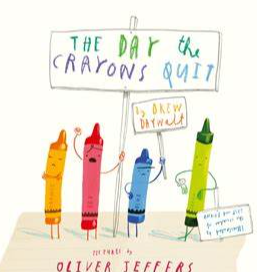 THE DAY the
CRAYONS QUIT
by DREW
DAYWALT
PICTURES BY
OLIVER JEFFERS